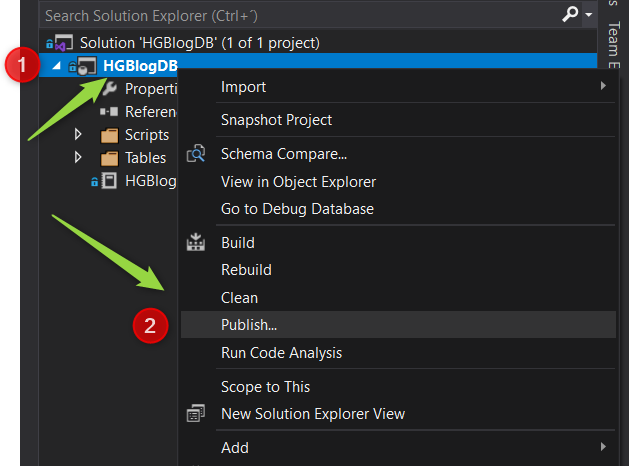 Search Solution Explorer (Ctrl+´)
Solution 'HGBlogDB' (1 of 1 project)
1
HGBlogDB
Properti
Import
Referen
Snapshot Project
Scripts
Schema Compare...
Tables
View in Object Explorer
HGBlog
Go to Debug Database
Build
Rebuild
Clean
2
Publish...
Run Code Analysis
Scope to This
New Solution Explorer View
Add
Team E